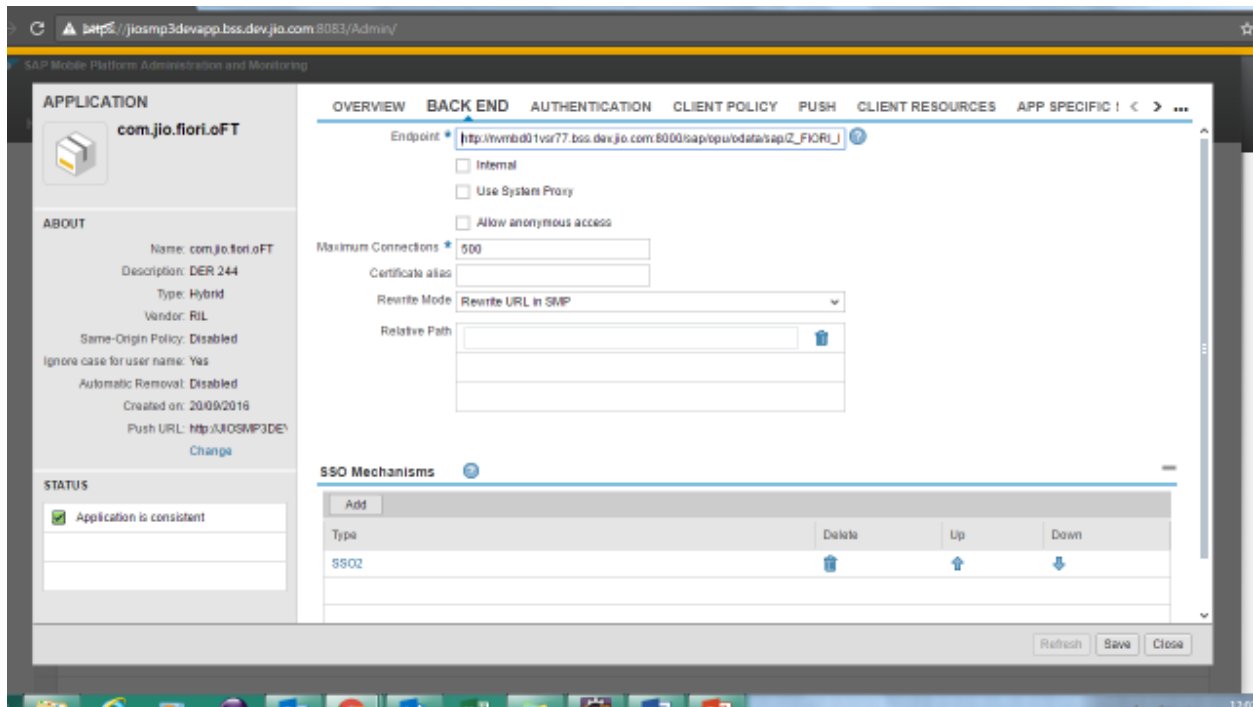 https://jiosmp3devapp.bss.dev.jio.com:8083/Admin/
SAP Mobile Platform Administration and Monitoring
APPLICATION
com.jio.fiori.oFT
ABOUT
Name: com.jio.fiori.oFT
Description: DER 244
Type: Hybrid
Vendor: RIL
Same-Origin Policy: Disabled
Ignore case for user name: Yes
Automatic Removal: Disabled
Created on: 20/09/2016
Push URL: http://JIOSMP3DEV
Change
STATUS
Application is consistent
OVERVIEW BACK END AUTHENTICATION CLIENT POLICY PUSH CLIENT RESOURCES APP SPECIFIC < > ...
Endpoint * http://nvmbd01vsr77.bss.dev.jio.com:8000/sap/opu/odata/sap/Z_FIORI_
Internal
Use System Proxy
Allow anonymous access
Maximum Connections * 500
Certificate alias
Rewrite Mode Rewrite URL in SMP
Relative Path
SSO Mechanisms
Add
Type Delete Up Down
SSO2
Refresh Save Close